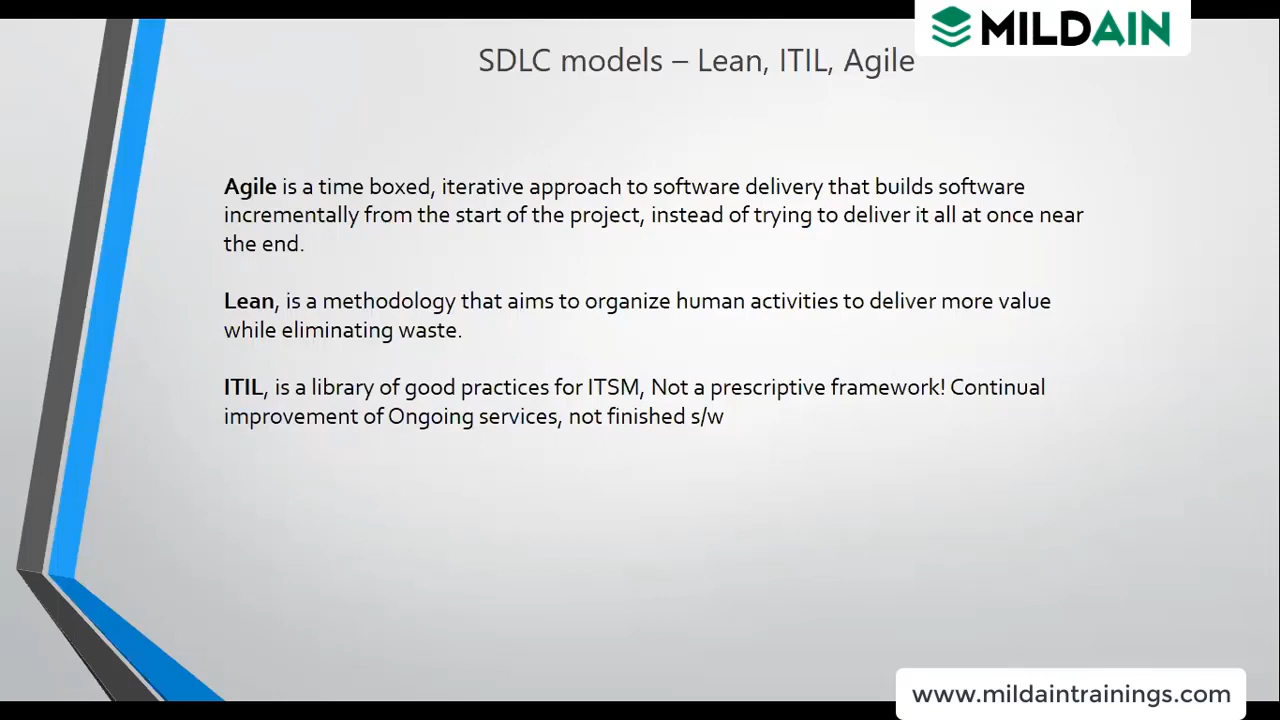 MILDAIN
SDLC models – Lean, ITIL, Agile
Agile is a time boxed, iterative approach to software delivery that builds software
incrementally from the start of the project, instead of trying to deliver it all at once near
the end.
Lean, is a methodology that aims to organize human activities to deliver more value
while eliminating waste.
ITIL, is a library of good practices for ITSM, Not a prescriptive framework! Continual
improvement of Ongoing services, not finished s/w
www.mildaintrainings.com